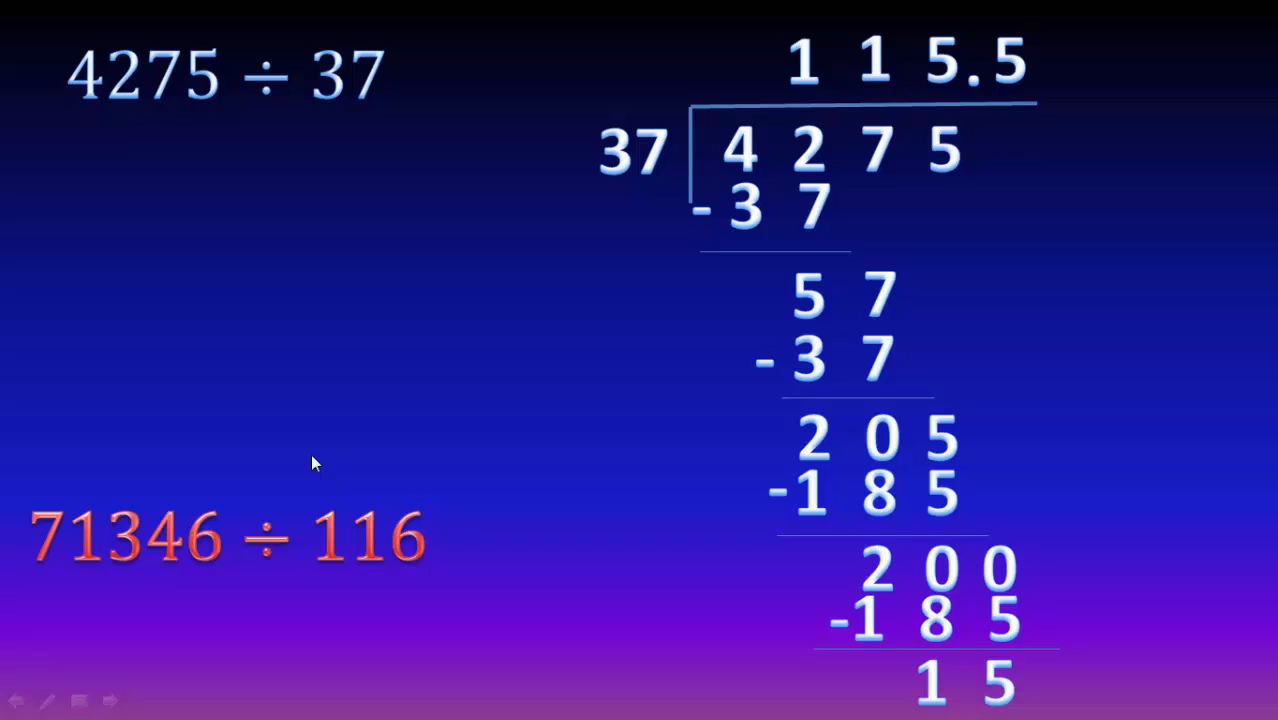 4275 ÷ 37
1 1 5.5
37 4 2 7 5
- 3 7
5 7
- 3 7
2 0 5
- 1 8 5
2 0 0
- 1 8 5
1 5
71346 ÷ 116